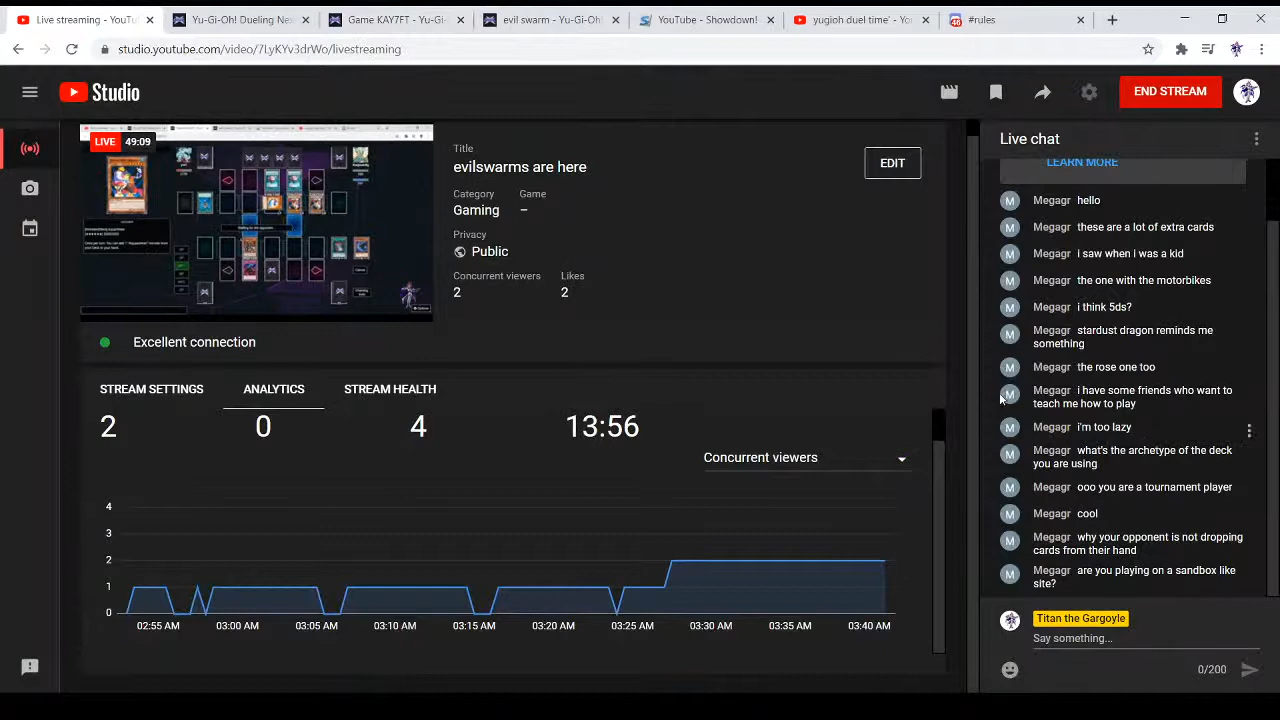 Live streaming - YouTu
Yu-Gi-Oh! Dueling Nex
Game KAY7FT - Yu-Gi-
evil swarm - Yu-Gi-Oh!
YouTube - Showdown!
yugioh duel time' - Yo
46
#rules
studio.youtube.com/video/7LyKYv3drWo/livestreaming
Studio
END STREAM
LIVE 49:09
Title
evilswarms are here
EDIT
Category Game
Gaming –
Privacy
Public
Concurrent viewers Likes
2 2
Excellent connection
STREAM SETTINGS ANALYTICS STREAM HEALTH
2 0 4 13:56
Concurrent viewers
4
3
2
1
0
02:55 AM 03:00 AM 03:05 AM 03:10 AM 03:15 AM 03:20 AM 03:25 AM 03:30 AM 03:35 AM 03:40 AM
Live chat
LEARN MORE
M Megagr hello
M Megagr these are a lot of extra cards
M Megagr i saw when i was a kid
M Megagr the one with the motorbikes
M Megagr i think 5ds?
M Megagr stardust dragon reminds me
something
M Megagr the rose one too
M Megagr i have some friends who want to
teach me how to play
M Megagr i'm too lazy
M Megagr what's the archetype of the deck
you are using
M Megagr ooo you are a tournament player
M Megagr cool
M Megagr why your opponent is not dropping
cards from their hand
M Megagr are you playing on a sandbox like
site?
Titan the Gargoyle
Say something...
0/200